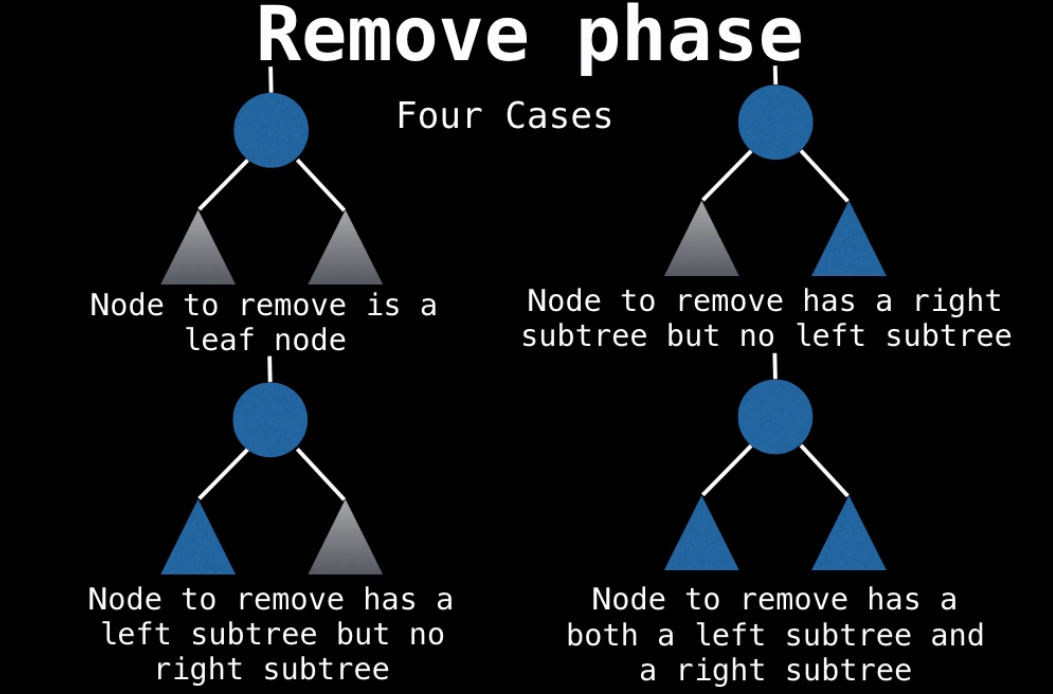 Remove phase
Four Cases
Node to remove is a
leaf node
Node to remove has a right
subtree but no left subtree
Node to remove has a
left subtree but no
right subtree
Node to remove has a
both a left subtree and
a right subtree